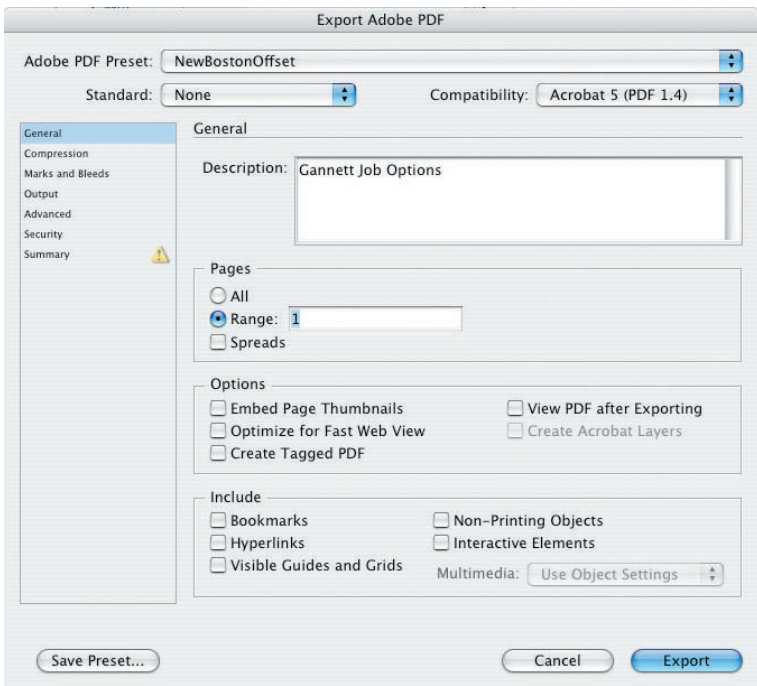 Export Adobe PDF
Adobe PDF Preset: NewBostonOffset
Standard: None Compatibility: Acrobat 5 (PDF 1.4)
General
Compression
Marks and Bleeds
Output
Advanced
Security
Summary
General
Description: Gannett Job Options
Pages
All
Range: 1
Spreads
Options
Embed Page Thumbnails
Optimize for Fast Web View
Create Tagged PDF
View PDF after Exporting
Create Acrobat Layers
Include
Bookmarks
Hyperlinks
Visible Guides and Grids
Non-Printing Objects
Interactive Elements
Multimedia: Use Object Settings
Save Preset... Cancel Export